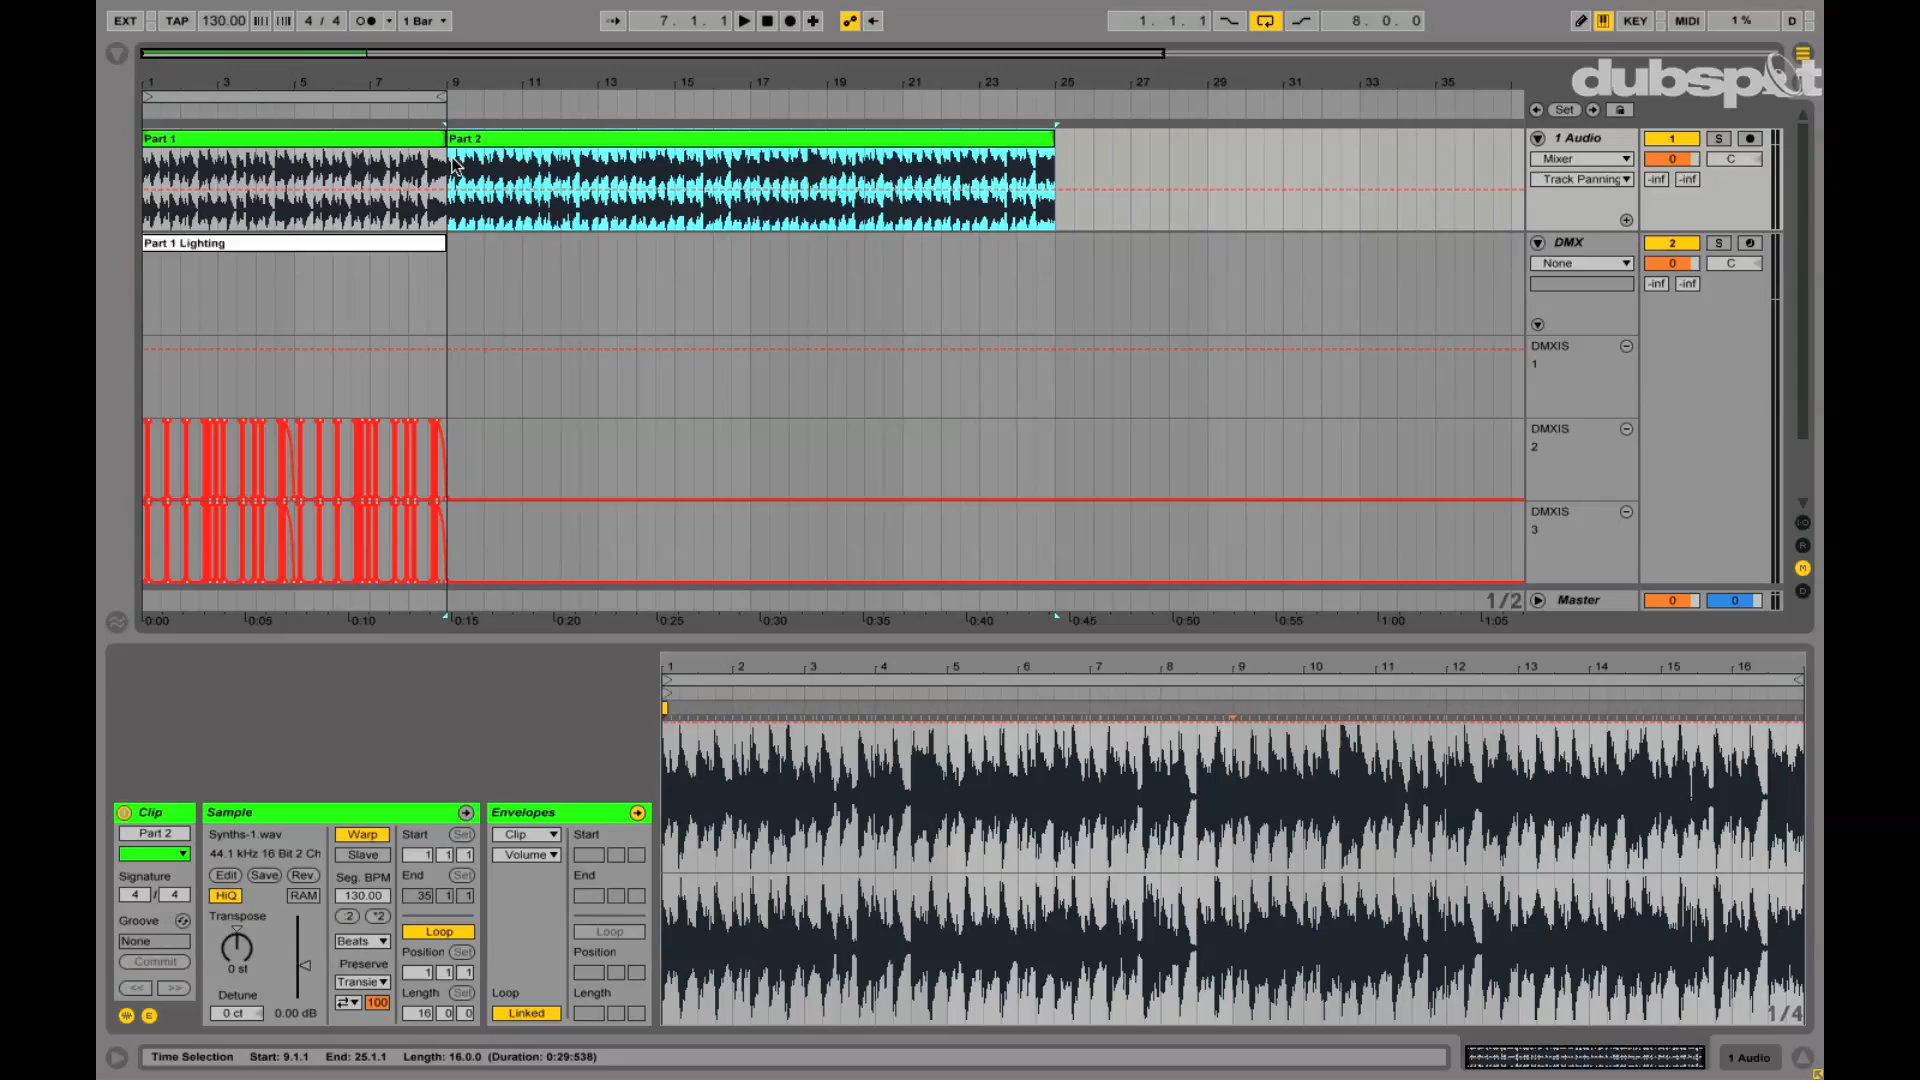 EXT TAP 130.00 4 / 4 1 Bar 7. 1. 1 1. 1. 1 8. 0. 0 KEY MIDI 1 % D
dubspot
1 3 5 7 9 11 13 15 17 19 21 23 25 27 29 31 33 35
Set
Part 1 Part 2 1 Audio 1 S
Mixer 0 C
Track Panning -inf -inf
Part 1 Lighting DMX 2 S
None 0 C
-inf -inf
DMXIS
1
DMXIS
2
DMXIS
3
1/2 Master 0 0
0:00 0:05 0:10 0:15 0:20 0:25 0:30 0:35 0:40 0:45 0:50 0:55 1:00 1:05
I·O
R
M
D
1 2 3 4 5 6 7 8 9 10 11 12 13 14 15 16
Clip Sample Envelopes
Part 2 Synths-1.wav Warp Start Set Clip Start
44.1 kHz 16 Bit 2 Ch Slave 1 1 1 Volume
Signature Edit Save Rev. Seg. BPM End Set End
4 / 4 HiQ RAM 130.00 35 1 1
Groove Transpose :2 *2 Loop Loop
None Beats Position Set Position
Commit 0 st Preserve 1 1 1
<< >> Detune Transie Length Set Loop Length
E 0 ct 0.00 dB 100 16 0 0 Linked
1/4
Time Selection Start: 9.1.1 End: 25.1.1 Length: 16.0.0 (Duration: 0:29:538) 1 Audio